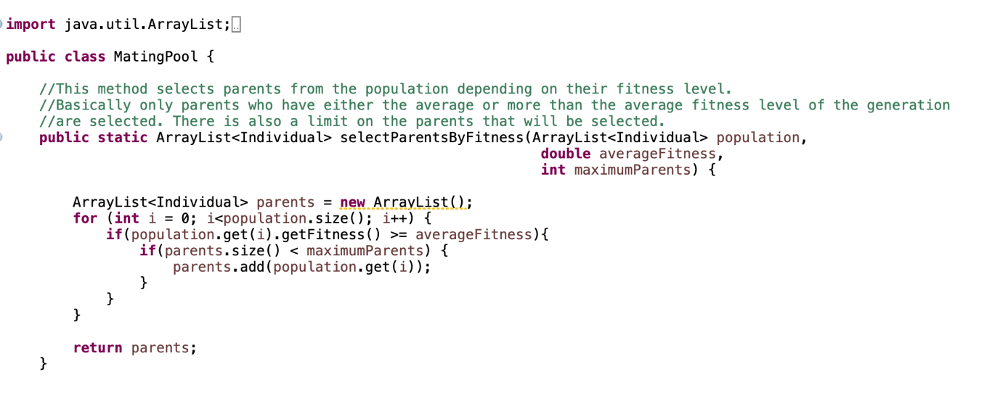 import java.util.ArrayList;
public class MatingPool {
//This method selects parents from the population depending on their fitness level.
//Basically only parents who have either the average or more than the average fitness level of the generation
//are selected. There is also a limit on the parents that will be selected.
public static ArrayList<Individual> selectParentsByFitness(ArrayList<Individual> population,
double averageFitness,
int maximumParents) {
ArrayList<Individual> parents = new ArrayList();
for (int i = 0; i<population.size(); i++) {
if(population.get(i).getFitness() >= averageFitness){
if(parents.size() < maximumParents) {
parents.add(population.get(i));
}
}
}
return parents;
}